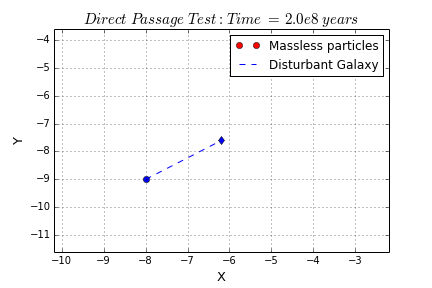 Direct Passage Test : Time = 2.0e8 years
Massless particles
Disturbant Galaxy
Y
−4
−5
−6
−7
−8
−9
−10
−11
−10 −9 −8 −7 −6 −5 −4 −3
X